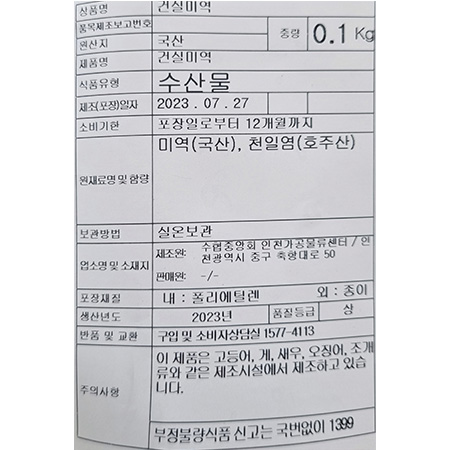 상품명 건실미역
품목제조보고번호
원산지 국산 중량 0.1 Kg
제품명 건실미역
식품유형 수산물
제조(포장)일자 2023 . 07 . 27
소비기한 포장일로부터 12개월까지
원재료명 및 함량 미역(국산), 천일염(호주산)
보관방법 실온보관
업소명 및 소재지 제조원: 수협중앙회 인천가공물류센터 / 인
천광역시 중구 축항대로 50
판매원: -/-
포장재질 내 : 폴리에틸렌 외 : 종이
생산년도 2023년 품질등급 상
반품 및 교환 구입 및 소비자상담실 1577-4113
주의사항 이 제품은 고등어, 게, 새우, 오징어, 조개
류와 같은 제조시설에서 제조하고 있습
니다.
부정불량식품 신고는 국번없이 1399